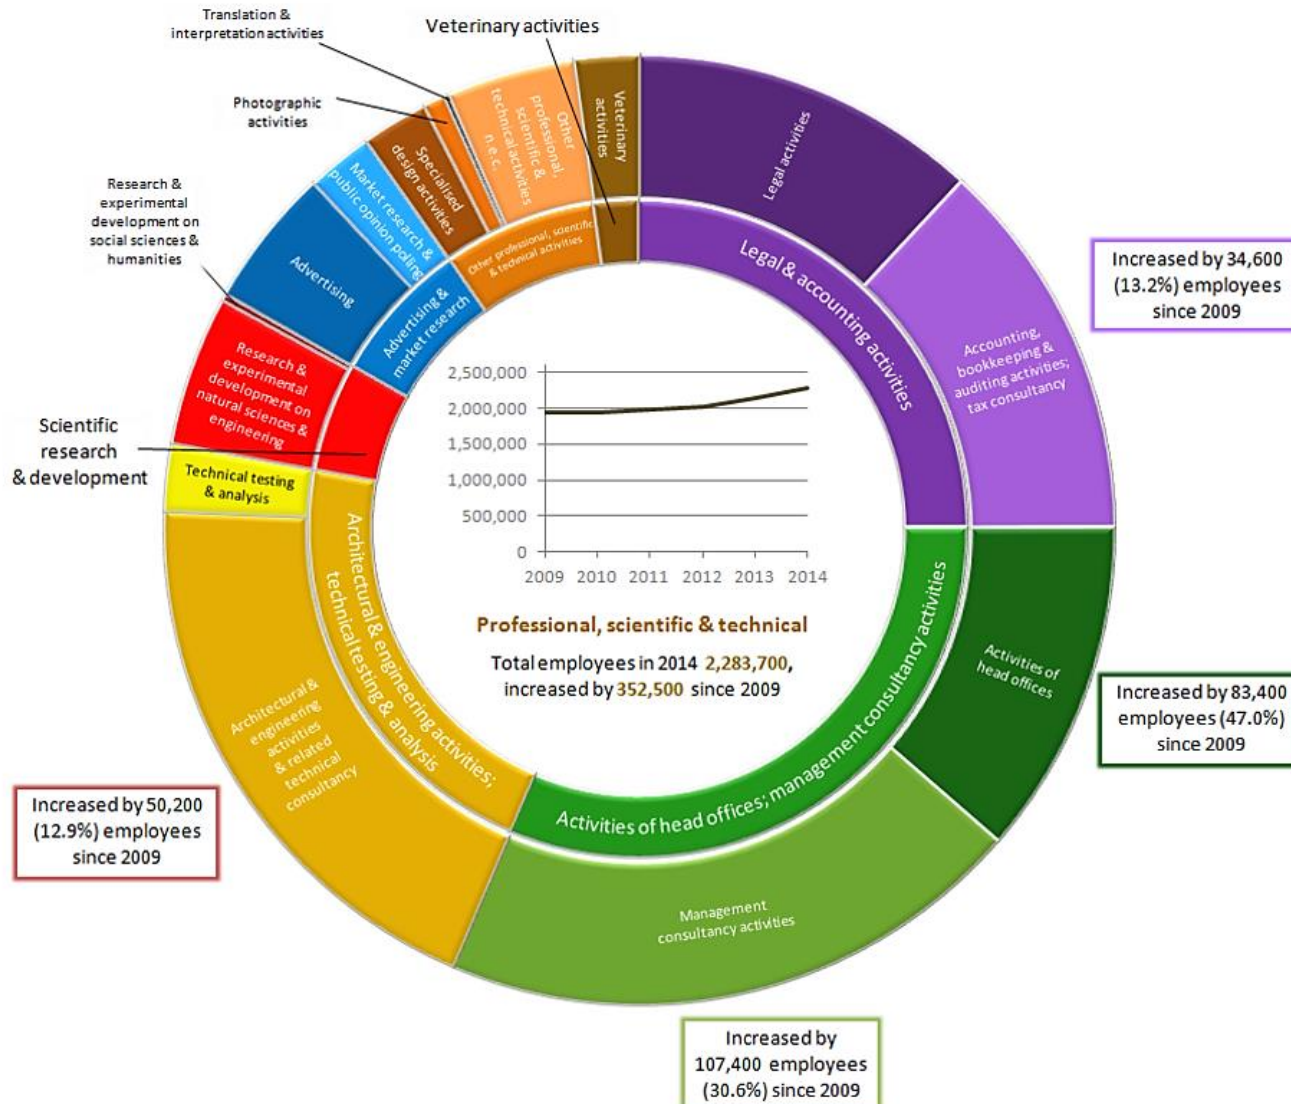 Translation &
interpretation activities
Veterinary activities
Photographic
activities
Research &
experimental
development on
social sciences &
humanities
Scientific
research
& development
Legal activities
Accounting,
bookkeeping &
auditing activities;
tax consultancy
Activities of
head offices
Management
consultancy activities
Architectural &
engineering
activities
& related
technical
consultancy
Technical testing
& analysis
Research &
experimental
development on
natural sciences &
engineering
Advertising
Market research &
public opinion polling
Specialised
design activities
Other
professional,
scientific &
technical activities
n.e.c.
Veterinary
activities
Legal & accounting activities
Activities of head offices; management consultancy activities
Architectural & engineering activities;
technical testing & analysis
Advertising &
market research
Other professional, scientific
& technical activities
2,500,000
2,000,000
1,500,000
1,000,000
500,000
0
2009 2010 2011 2012 2013 2014
Professional, scientific & technical
Total employees in 2014 2,283,700,
increased by 352,500 since 2009
Increased by 34,600
(13.2%) employees
since 2009
Increased by 83,400
employees (47.0%)
since 2009
Increased by 50,200
(12.9%) employees
since 2009
Increased by
107,400 employees
(30.6%) since 2009